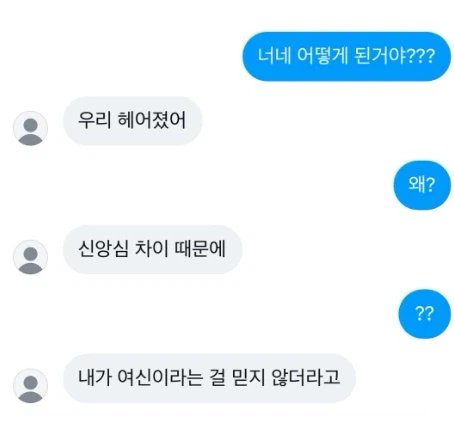 너네 어떻게 된거야???
우리 헤어졌어
왜?
신앙심 차이 때문에
??
내가 여신이라는 걸 믿지 않더라고